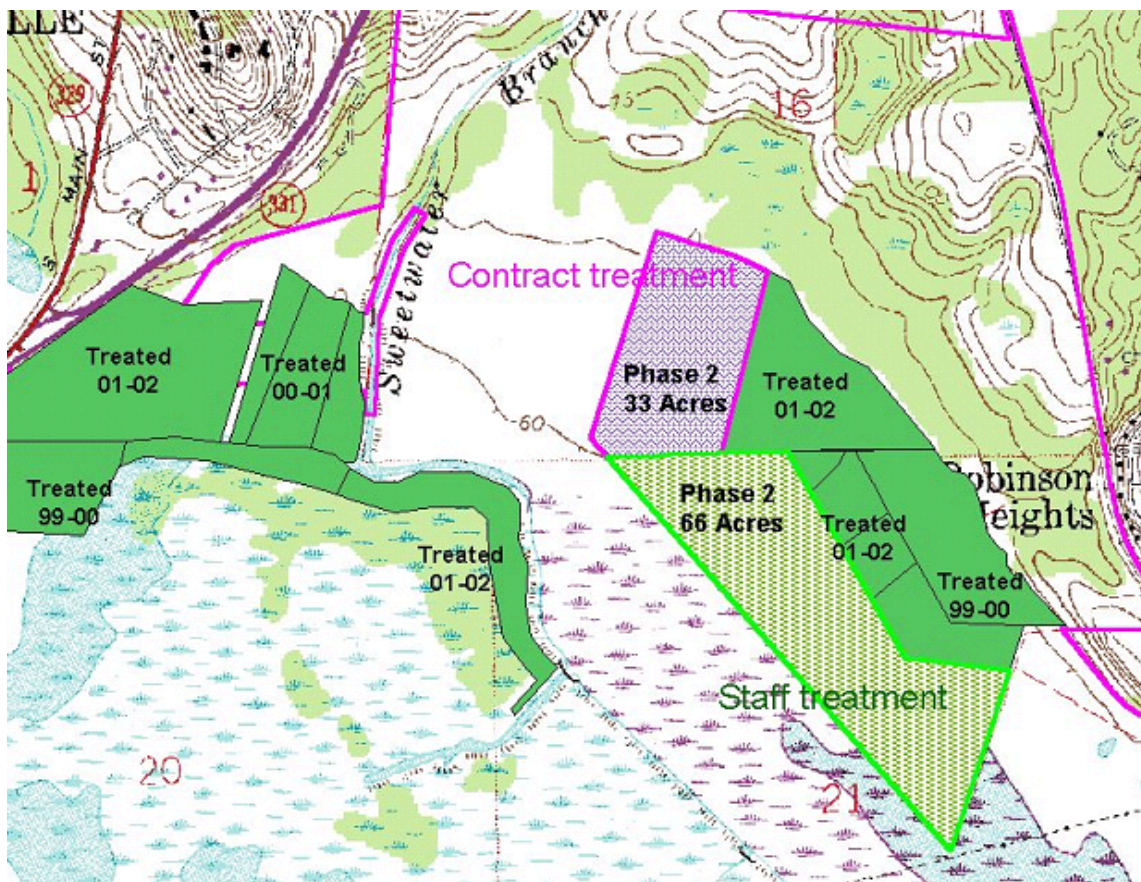 LLE
329
S MAIN ST
1
331
Branch
Sweetwater
15
16
Contract treatment
Treated
01-02
Treated
00-01
Phase 2
33 Acres
Treated
01-02
60
Treated
99-00
Phase 2
66 Acres
Robinson
Heights
Treated
01-02
Treated
01-02
Treated
99-00
Staff treatment
20
21